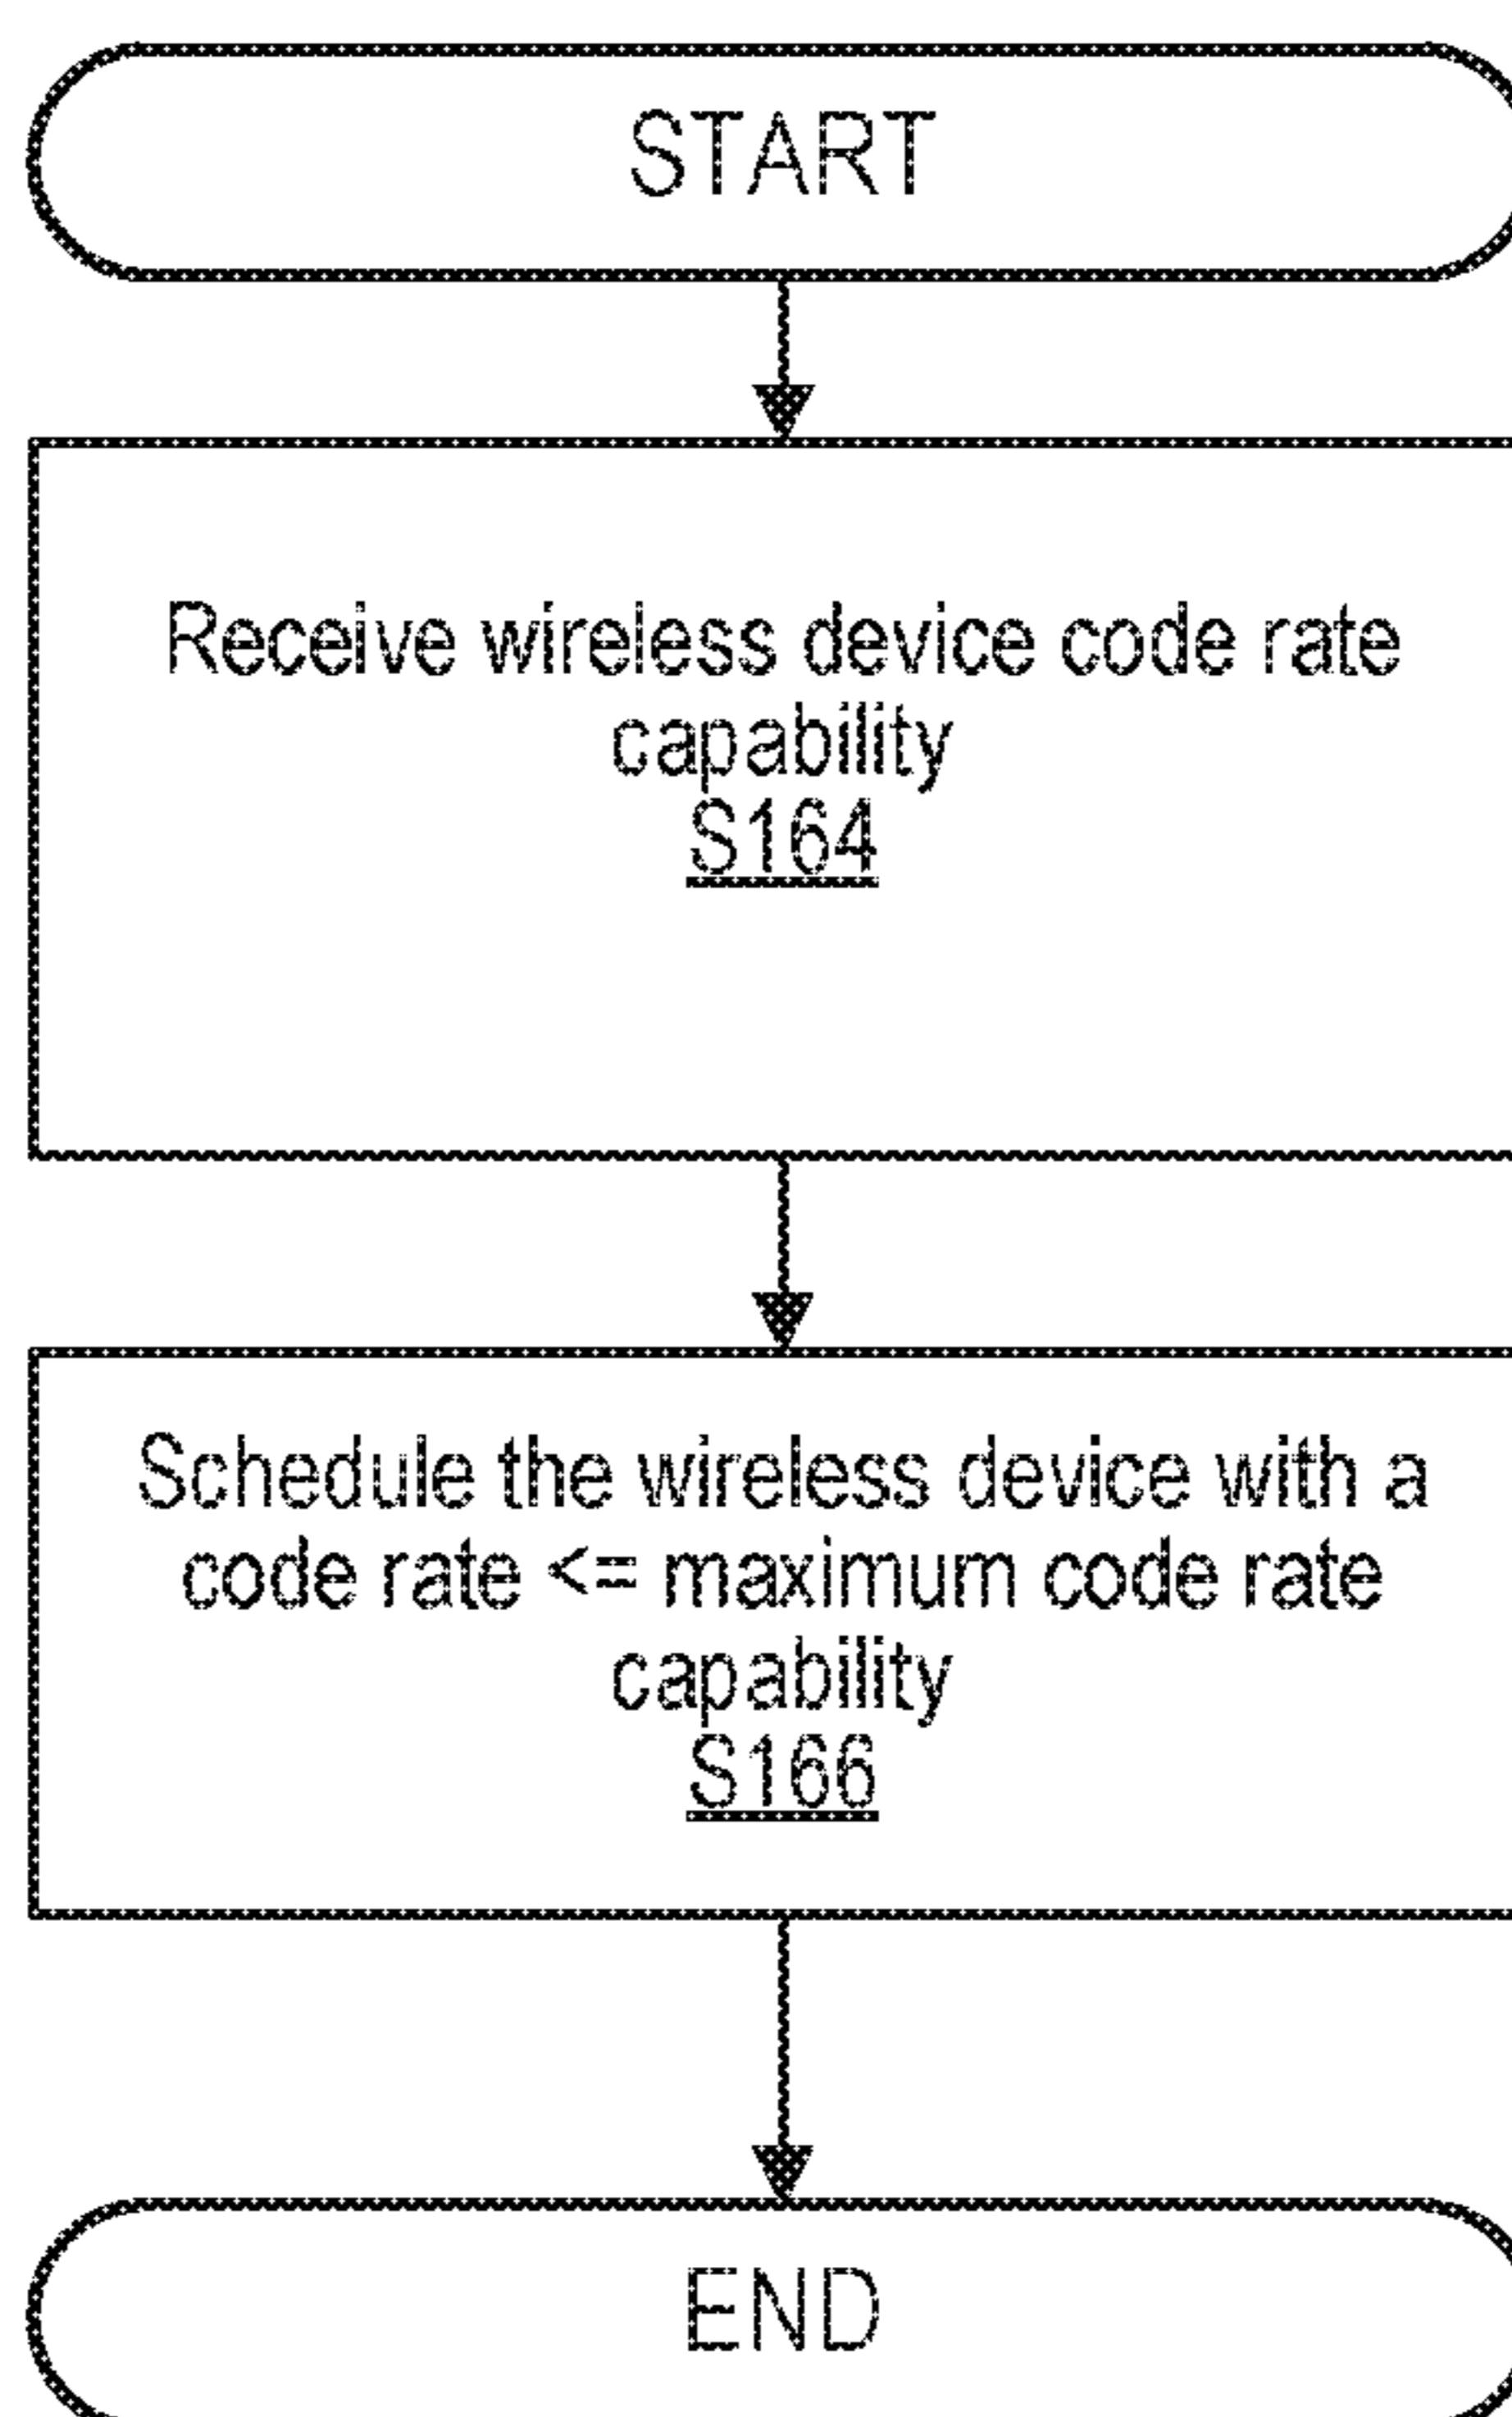 START
Receive wireless device code rate
capability
S164
Schedule the wireless device with a
code rate <= maximum code rate
capability
S166
END